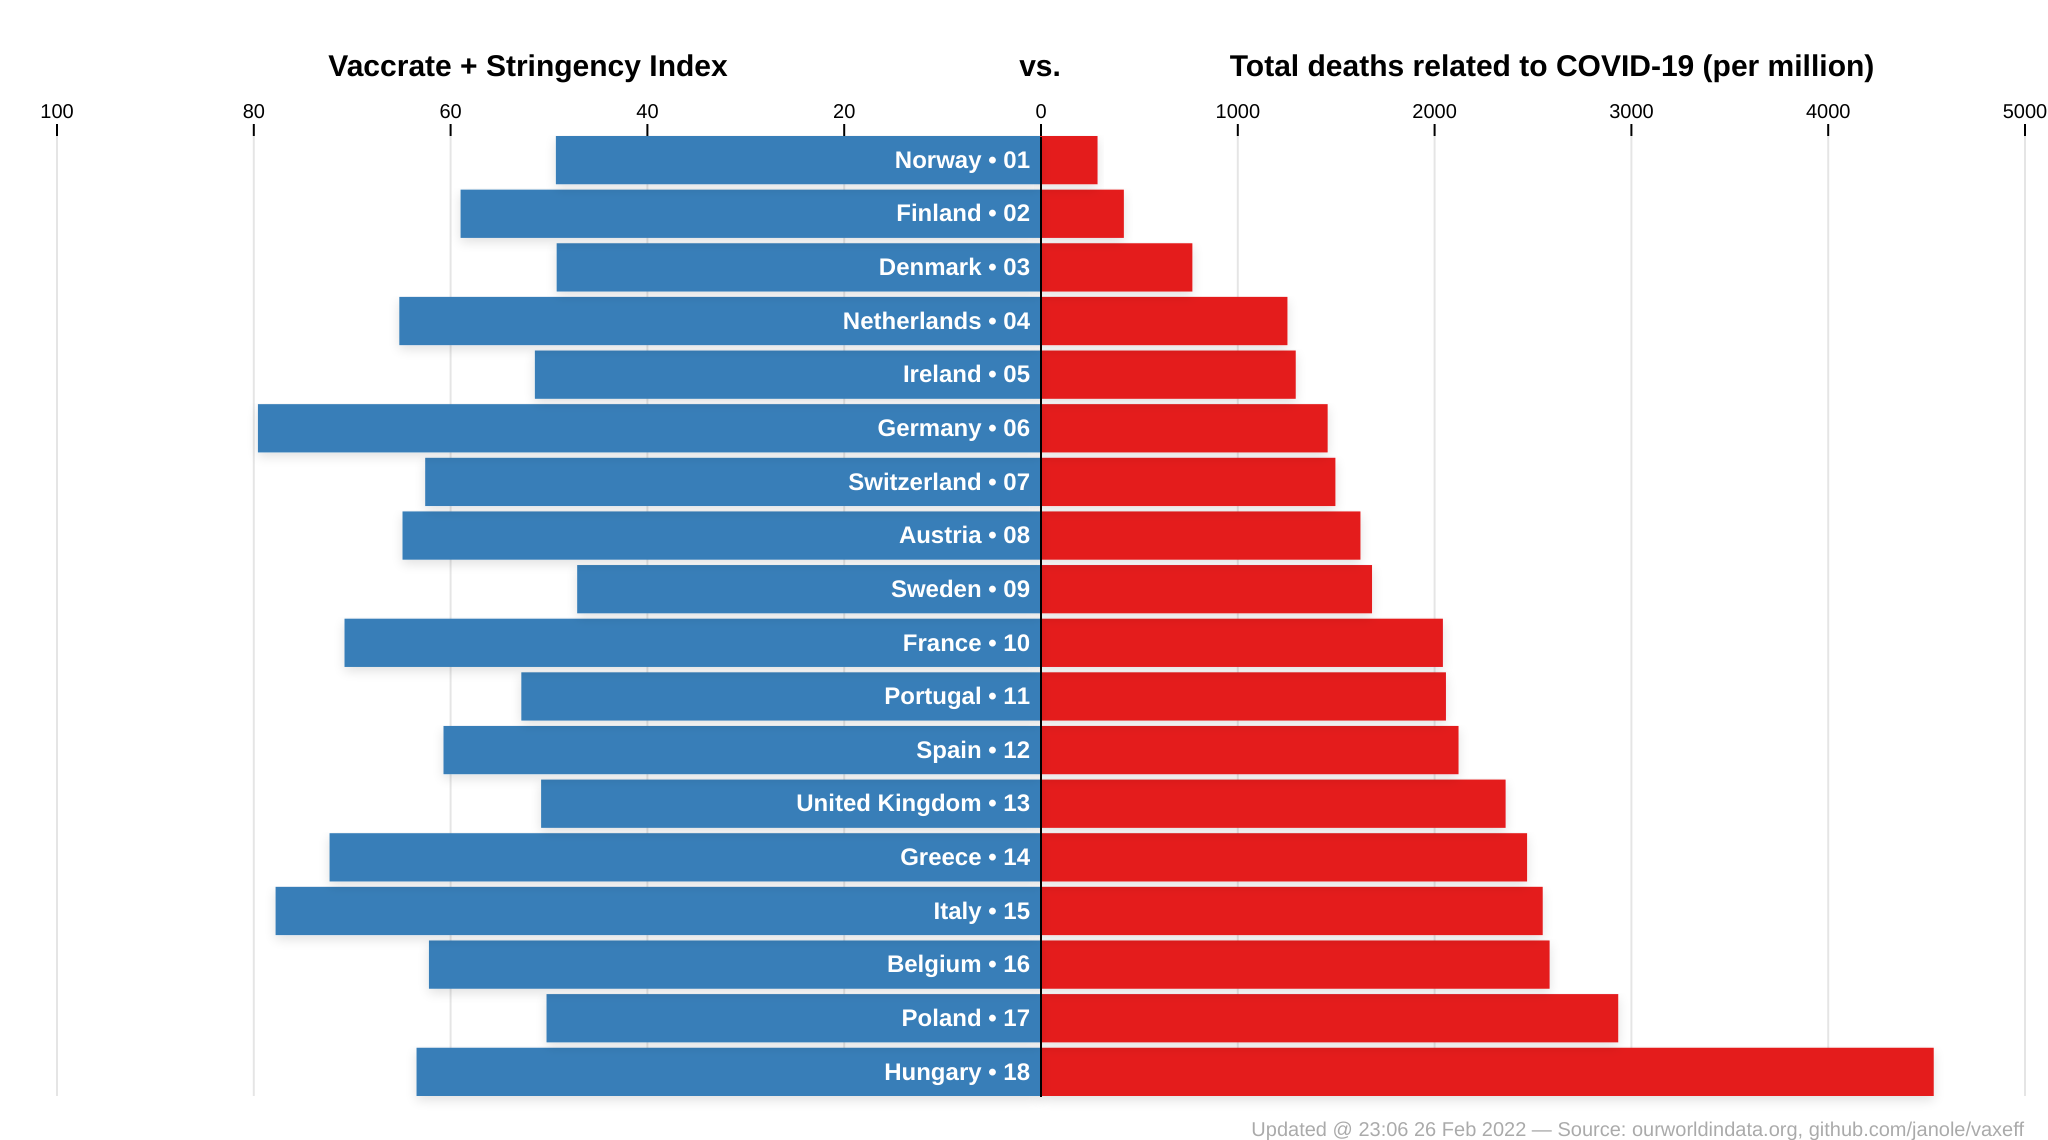 Vaccrate + Stringency Index vs. Total deaths related to COVID-19 (per million)
100 80 60 40 20 0 1000 2000 3000 4000 5000
Norway • 01
Finland • 02
Denmark • 03
Netherlands • 04
Ireland • 05
Germany • 06
Switzerland • 07
Austria • 08
Sweden • 09
France • 10
Portugal • 11
Spain • 12
United Kingdom • 13
Greece • 14
Italy • 15
Belgium • 16
Poland • 17
Hungary • 18
Updated @ 23:06 26 Feb 2022 — Source: ourworldindata.org, github.com/janole/vaxeff